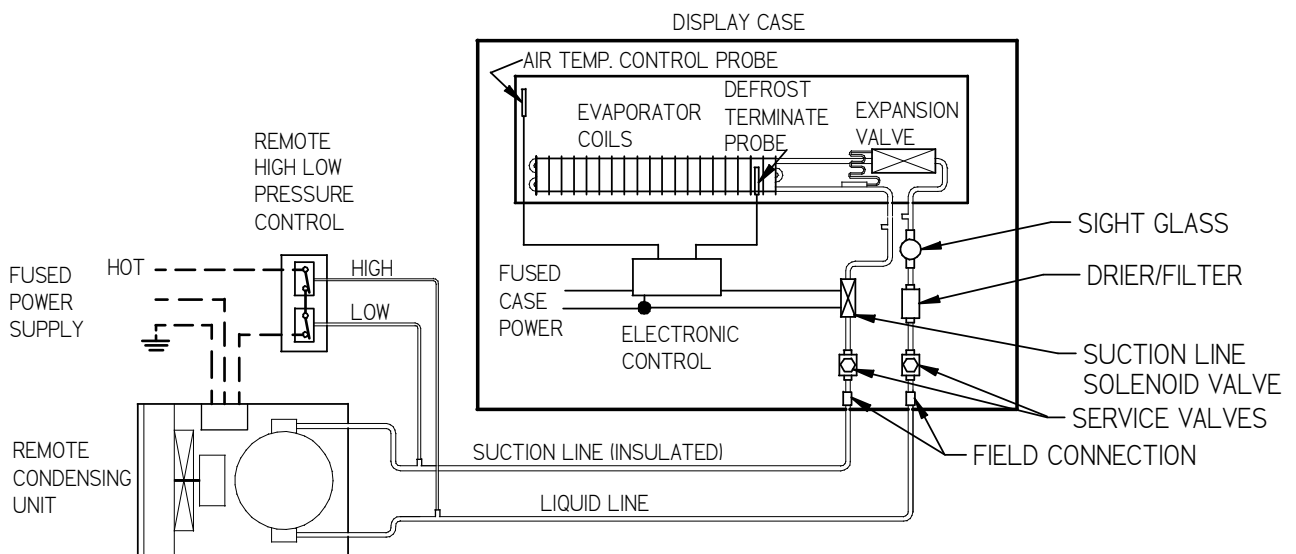 DISPLAY CASE
AIR TEMP. CONTROL PROBE
DEFROST
TERMINATE
PROBE
EVAPORATOR
COILS
EXPANSION
VALVE
REMOTE
HIGH LOW
PRESSURE
CONTROL
SIGHT GLASS
FUSED
POWER
SUPPLY
HOT
HIGH
LOW
FUSED
CASE
POWER
DRIER/FILTER
ELECTRONIC
CONTROL
SUCTION LINE
SOLENOID VALVE
SERVICE VALVES
FIELD CONNECTION
REMOTE
CONDENSING
UNIT
SUCTION LINE (INSULATED)
LIQUID LINE